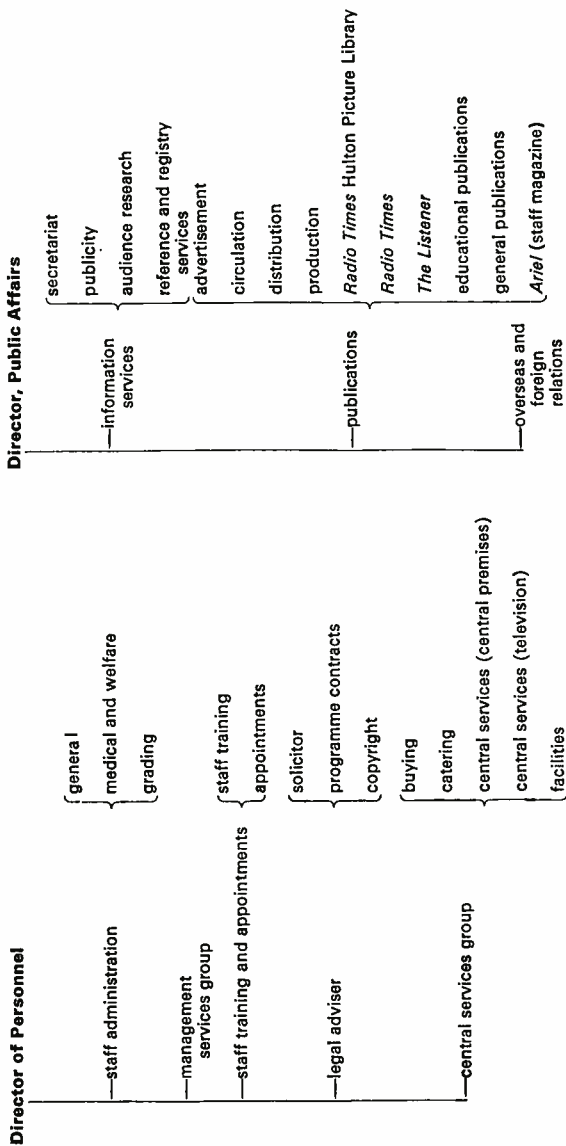 Director of Personnel
staff administration
general
medical and welfare
grading
management
services group
staff training and appointments
staff training
appointments
legal adviser
solicitor
programme contracts
copyright
central services group
buying
catering
central services (central premises)
central services (television)
facilities
Director, Public Affairs
information
services
secretariat
publicity
audience research
reference and registry
services
publications
advertisement
circulation
distribution
production
Radio Times Hulton Picture Library
Radio Times
The Listener
educational publications
general publications
Ariel (staff magazine)
overseas and
foreign
relations